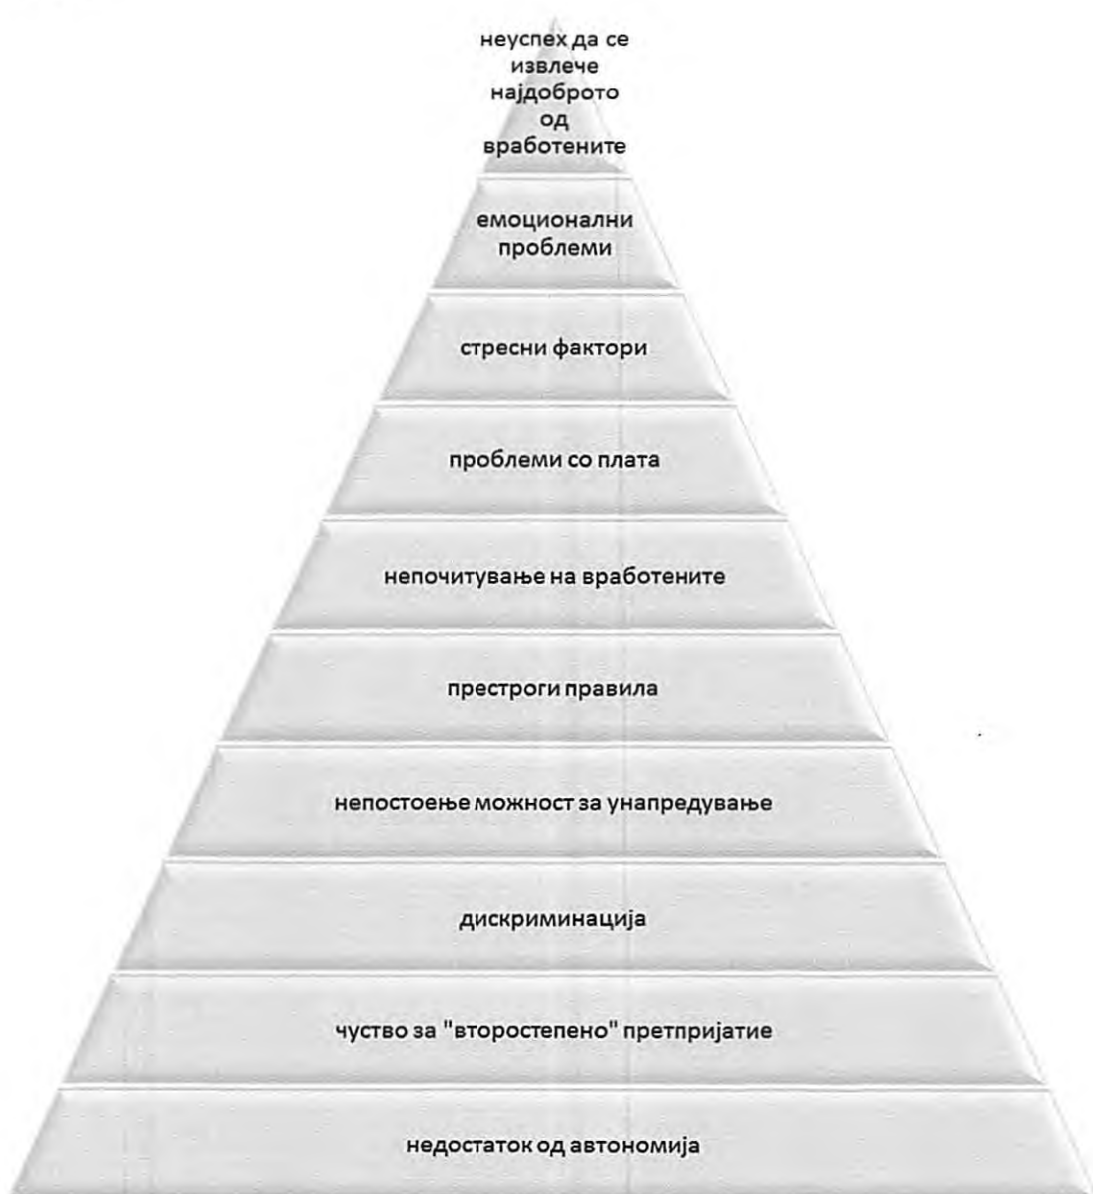 неуспех да се
извлече
најдоброто
од
вработените
емоционални
проблеми
стресни фактори
проблеми со плата
непочитување на вработените
престроги правила
непостоење можност за унапредување
дискриминација
чуство за "второстепено" претпријатие
недостаток од автономија